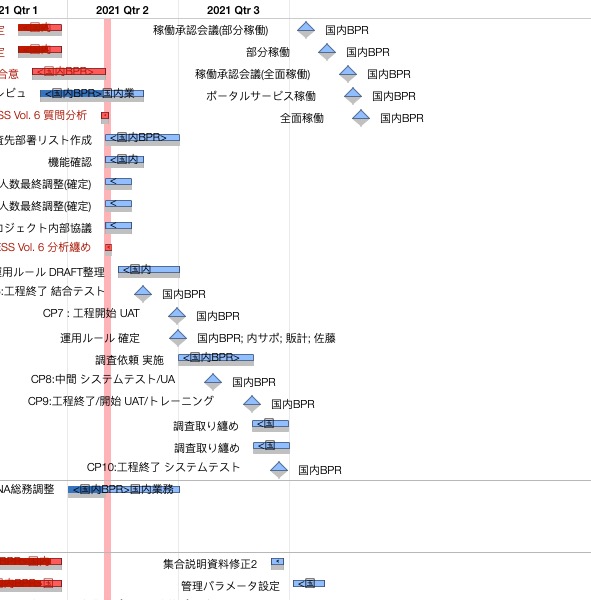 21 Qtr 1 2021 Qtr 2 2021 Qtr 3
定 国内 稼働承認会議(部分稼働) 国内BPR
定 国内 部分稼働 国内BPR
合意 <国内BPR> 稼働承認会議(全面稼働) 国内BPR
ンビュ <国内BPR>国内業 ポータルサービス稼働 国内BPR
SS Vol. 6 質問分析 全面稼働 国内BPR
査先部署リスト作成 <国内BPR>
機能確認 <国内
人数最終調整(確定) <
人数最終調整(確定) <
ロジェクト内部協議 <
ESS Vol. 6 分析纏め
運用ルール DRAFT整理 <国内
:工程終了 結合テスト 国内BPR
CP7 : 工程開始 UAT 国内BPR
運用ルール 確定 国内BPR; 内サポ; 販計; 佐藤
調査依頼 実施 <国内BPR>
CP8:中間 システムテスト/UA 国内BPR
CP9:工程終了/開始 UAT/トレーニング 国内BPR
調査取り纏め <国
調査取り纏め <国
CP10:工程終了 システムテスト 国内BPR
NA総務調整 <国内BPR>国内業務
国内 集合説明資料修正2 <
国 管理パラメータ設定 <国